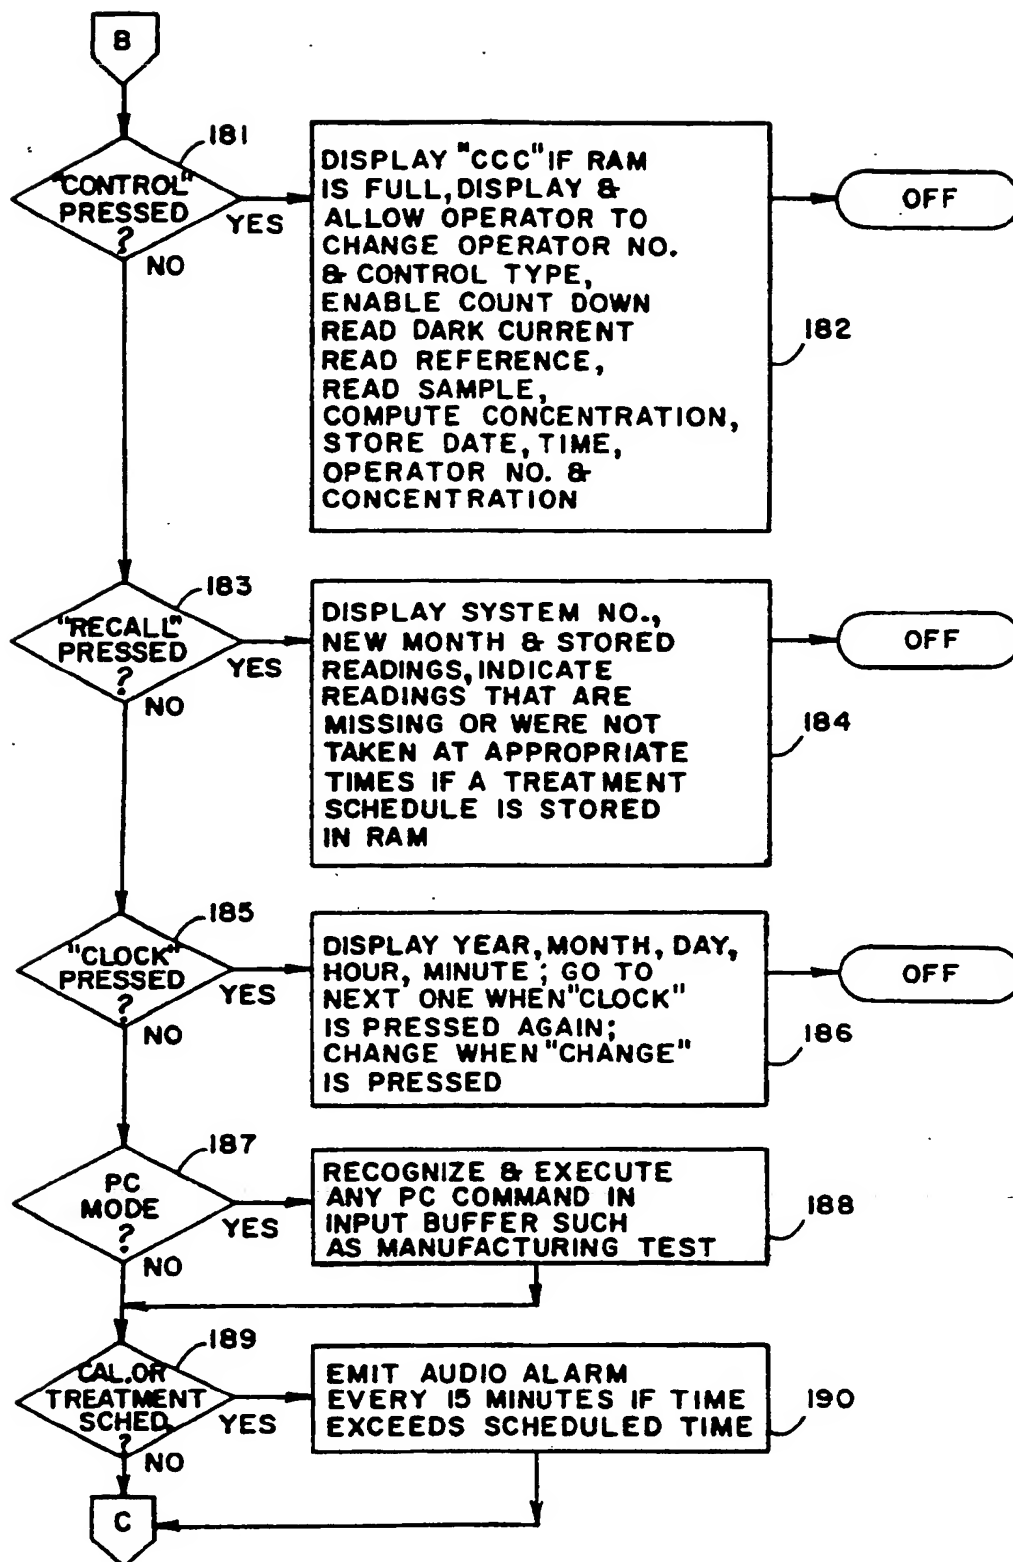 B
181
"CONTROL"
PRESSED
?
YES
NO
DISPLAY "CCC" IF RAM
IS FULL, DISPLAY &
ALLOW OPERATOR TO
CHANGE OPERATOR NO.
& CONTROL TYPE,
ENABLE COUNT DOWN
READ DARK CURRENT
READ REFERENCE,
READ SAMPLE,
COMPUTE CONCENTRATION,
STORE DATE, TIME,
OPERATOR NO. &
CONCENTRATION
182
OFF
183
"RECALL"
PRESSED
?
YES
NO
DISPLAY SYSTEM NO.,
NEW MONTH & STORED
READINGS, INDICATE
READINGS THAT ARE
MISSING OR WERE NOT
TAKEN AT APPROPRIATE
TIMES IF A TREATMENT
SCHEDULE IS STORED
IN RAM
184
OFF
185
"CLOCK"
PRESSED
?
YES
NO
DISPLAY YEAR, MONTH, DAY,
HOUR, MINUTE; GO TO
NEXT ONE WHEN "CLOCK"
IS PRESSED AGAIN;
CHANGE WHEN "CHANGE"
IS PRESSED
186
OFF
187
PC
MODE
?
YES
NO
RECOGNIZE & EXECUTE
ANY PC COMMAND IN
INPUT BUFFER SUCH
AS MANUFACTURING TEST
188
189
CAL. OR
TREATMENT
SCHED.
?
YES
NO
EMIT AUDIO ALARM
EVERY 15 MINUTES IF TIME
EXCEEDS SCHEDULED TIME
190
C